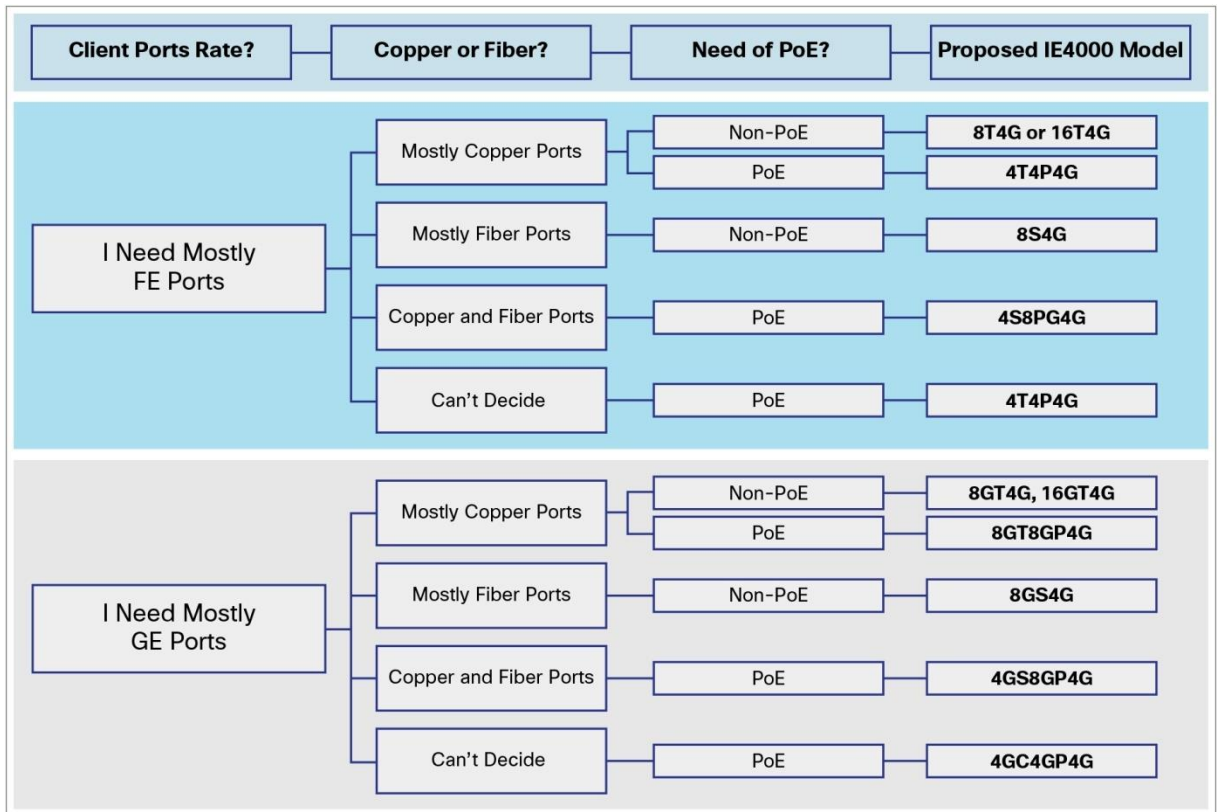 Client Ports Rate?
Copper or Fiber?
Need of PoE?
Proposed IE4000 Model
I Need Mostly
FE Ports
Mostly Copper Ports
Non-PoE
8T4G or 16T4G
PoE
4T4P4G
Mostly Fiber Ports
Non-PoE
8S4G
Copper and Fiber Ports
PoE
4S8PG4G
Can't Decide
PoE
4T4P4G
I Need Mostly
GE Ports
Mostly Copper Ports
Non-PoE
8GT4G, 16GT4G
PoE
8GT8GP4G
Mostly Fiber Ports
Non-PoE
8GS4G
Copper and Fiber Ports
PoE
4GS8GP4G
Can't Decide
PoE
4GC4GP4G